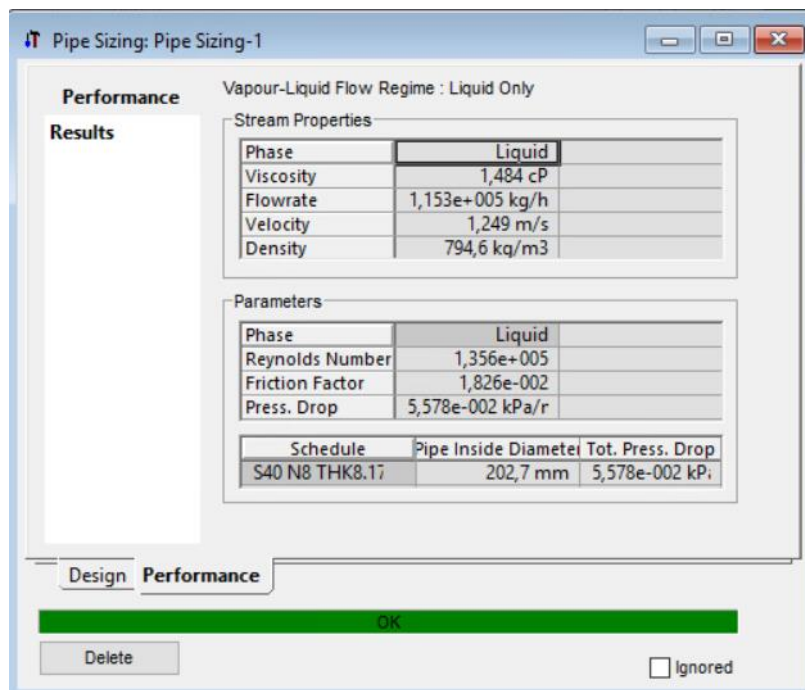 Pipe Sizing: Pipe Sizing-1
Performance
Results
Vapour-Liquid Flow Regime : Liquid Only
Stream Properties
Phase Liquid
Viscosity 1,484 cP
Flowrate 1,153e+005 kg/h
Velocity 1,249 m/s
Density 794,6 kg/m3
Parameters
Phase Liquid
Reynolds Number 1,356e+005
Friction Factor 1,826e-002
Press. Drop 5,578e-002 kPa/r
Schedule Pipe Inside Diamete Tot. Press. Drop
S40 N8 THK8.17 202,7 mm 5,578e-002 kP
Design Performance
OK
Delete
Ignored